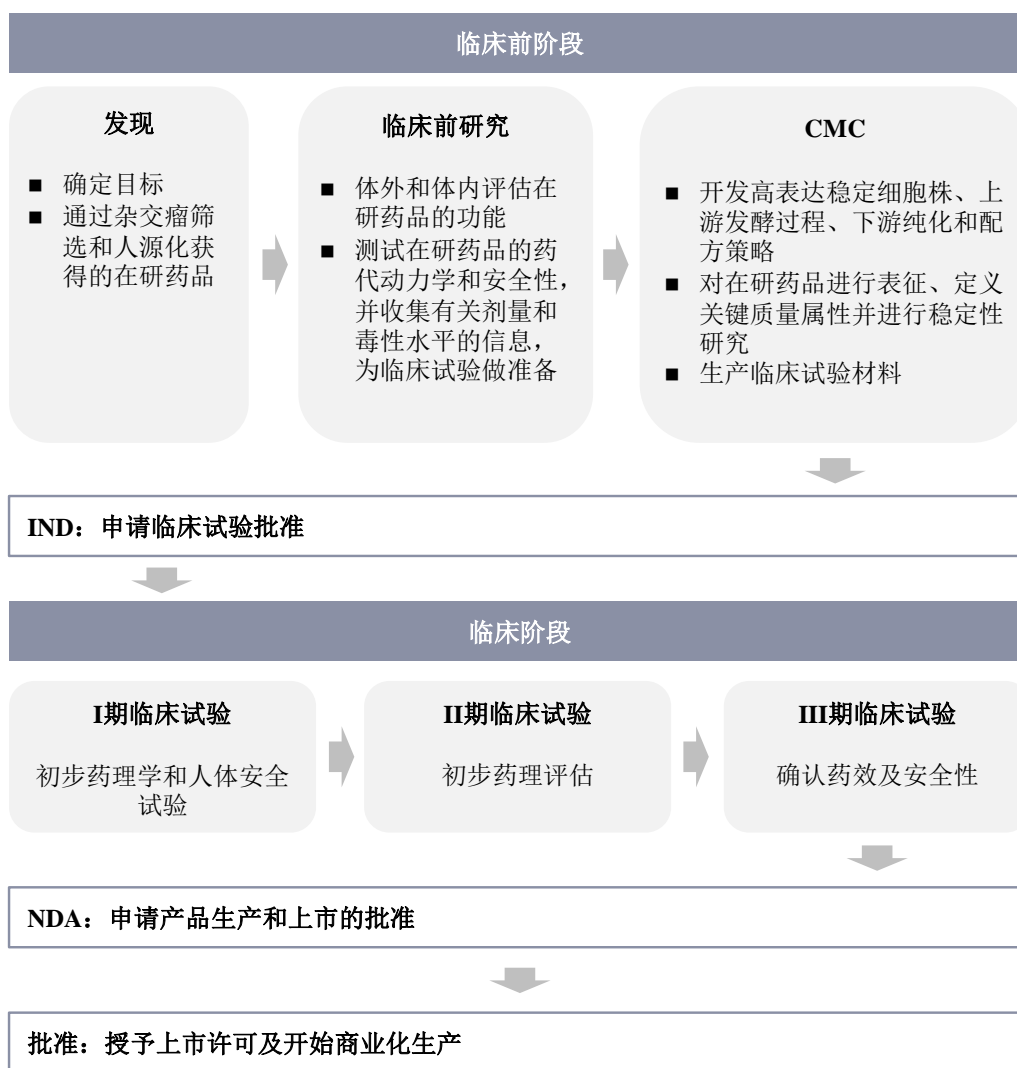 临床前阶段
发现
■ 确定目标
■ 通过杂交瘤筛
选和人源化获
得的在研药品
临床前研究
■ 体外和体内评估在
研药品的功能
■ 测试在研药品的药
代动力学和安全性，
并收集有关剂量和
毒性水平的信息，
为临床试验做准备
CMC
■ 开发高表达稳定细胞株、上
游发酵过程、下游纯化和配
方策略
■ 对在研药品进行表征、定义
关键质量属性并进行稳定性
研究
■ 生产临床试验材料
IND：申请临床试验批准
临床阶段
I期临床试验
初步药理学和人体安全
试验
II期临床试验
初步药理评估
III期临床试验
确认药效及安全性
NDA：申请产品生产和上市的批准
批准：授予上市许可及开始商业化生产